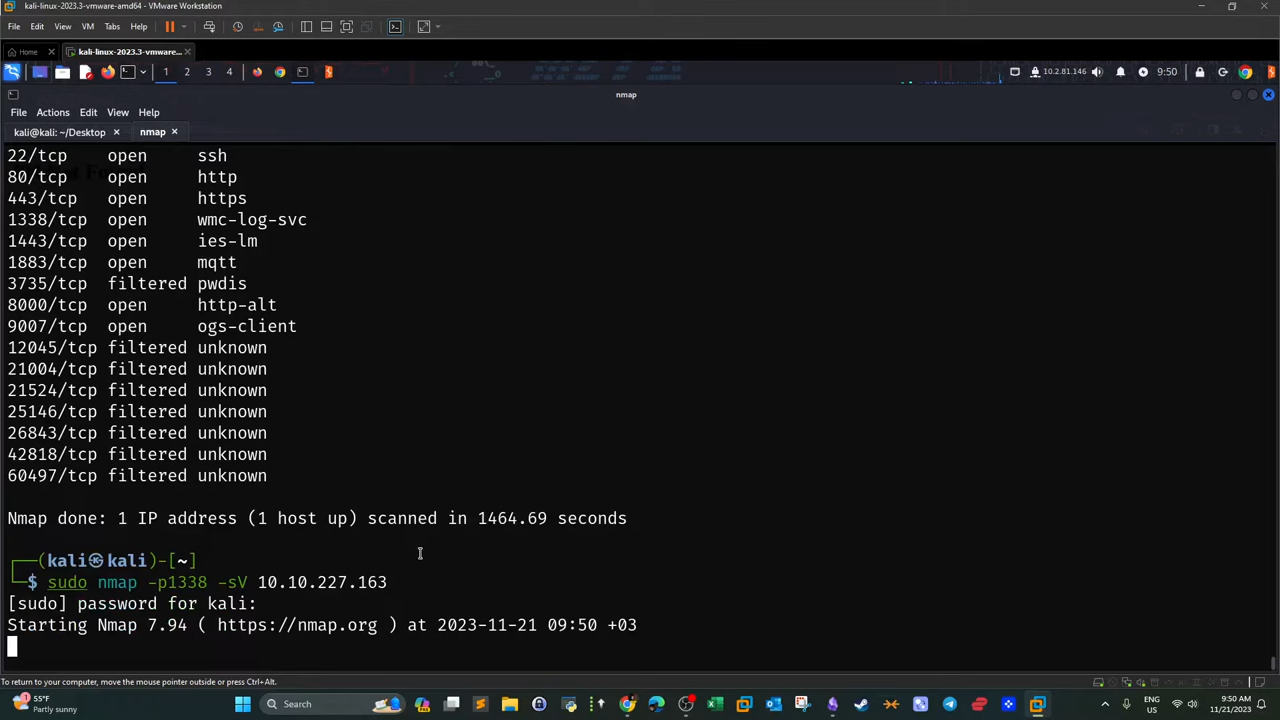 kali-linux-2023.3-vmware-amd64 - VMware Workstation
File Edit View VM Tabs Help
Home kali-linux-2023.3-vmware...
1 2 3 4 10.2.81.146 9:50
nmap
File Actions Edit View Help
kali@kali: ~/Desktop nmap
22/tcp open ssh
80/tcp open http
443/tcp open https
1338/tcp open wmc-log-svc
1443/tcp open ies-lm
1883/tcp open mqtt
3735/tcp filtered pwdis
8000/tcp open http-alt
9007/tcp open ogs-client
12045/tcp filtered unknown
21004/tcp filtered unknown
21524/tcp filtered unknown
25146/tcp filtered unknown
26843/tcp filtered unknown
42818/tcp filtered unknown
60497/tcp filtered unknown
Nmap done: 1 IP address (1 host up) scanned in 1464.69 seconds
(kali㉿kali)-[~]
$ sudo nmap -p1338 -sV 10.10.227.163
[sudo] password for kali:
Starting Nmap 7.94 ( https://nmap.org ) at 2023-11-21 09:50 +03
To return to your computer, move the mouse pointer outside or press Ctrl+Alt.
55°F
Partly sunny
Search
ENG
US
9:50 AM
11/21/2023